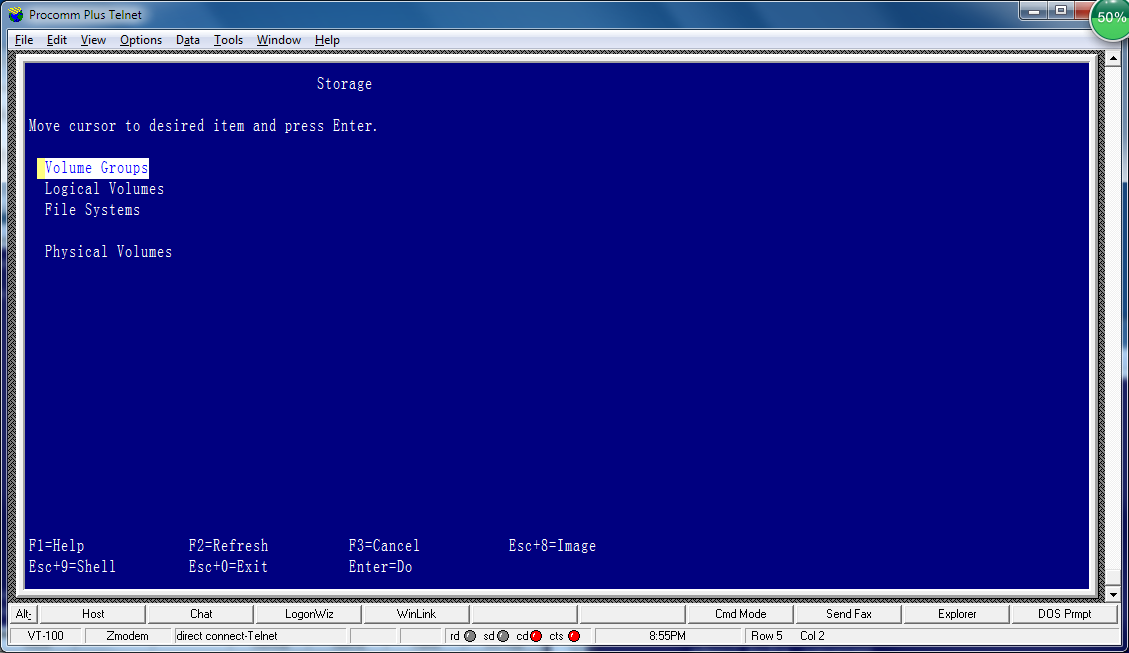 Procomm Plus Telnet
50%
File Edit View Options Data Tools Window Help
Storage
Move cursor to desired item and press Enter.
Volume Groups
Logical Volumes
File Systems
Physical Volumes
F1=Help F2=Refresh F3=Cancel Esc+8=Image
Esc+9=Shell Esc+0=Exit Enter=Do
Alt- Host Chat LogonWiz WinLink Cmd Mode Send Fax Explorer DOS Prmpt
VT-100 Zmodem direct connect-Telnet rd sd cd cts 8:55PM Row 5 Col 2